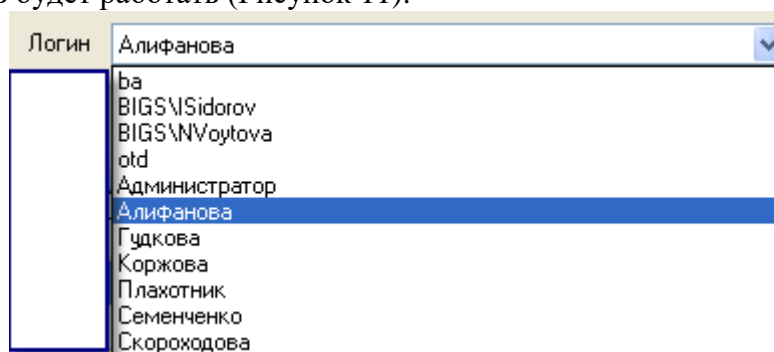 будет работать (Рисунок 11).
Логин Алифанова
ba
BIGS\ISidorov
BIGS\NVoytova
otd
Администратор
Алифанова
Гудкова
Коржова
Плахотник
Семенченко
Скороходова